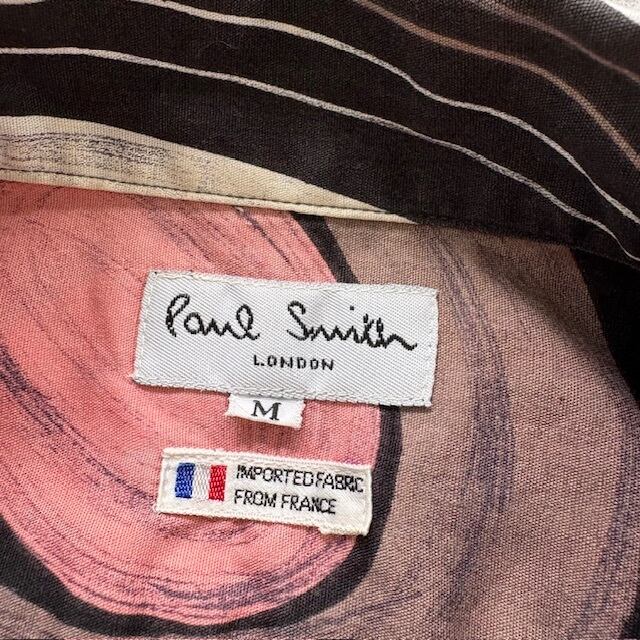 Paul Smith
LONDON
M
IMPORTED FABRIC
FROM FRANCE